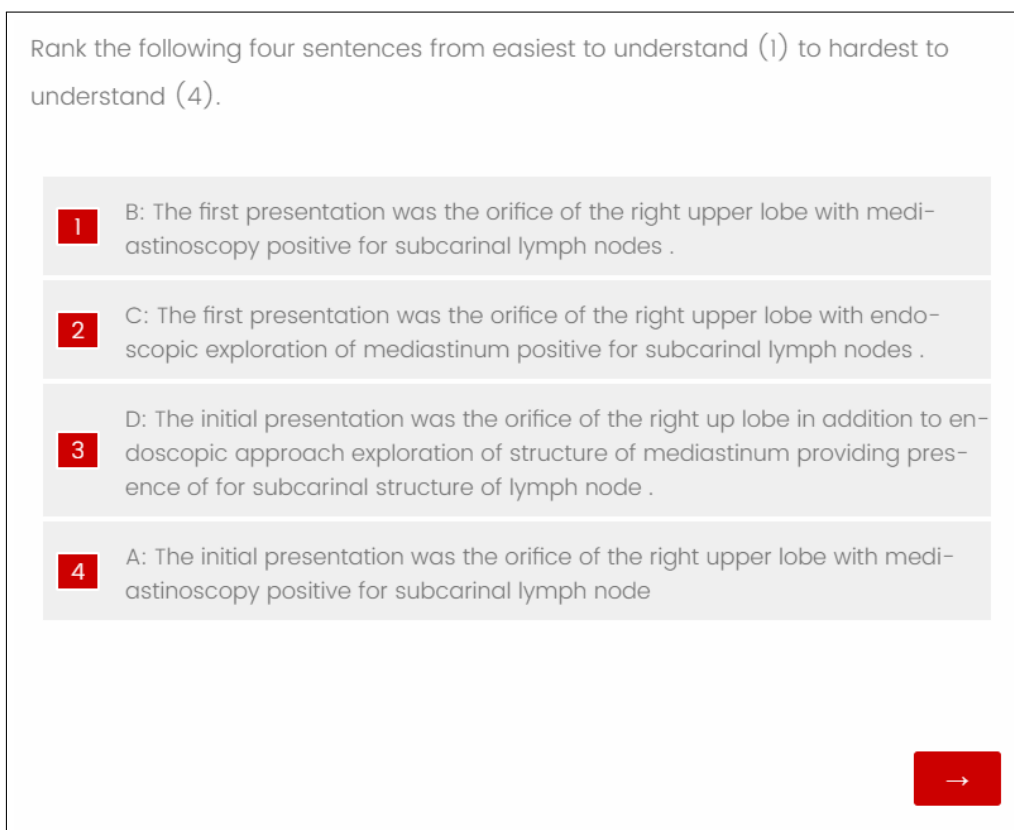 Rank the following four sentences from easiest to understand (1) to hardest to
understand (4).
1
B: The first presentation was the orifice of the right upper lobe with medi-
astinoscopy positive for subcarinal lymph nodes .
2
C: The first presentation was the orifice of the right upper lobe with endo-
scopic exploration of mediastinum positive for subcarinal lymph nodes .
3
D: The initial presentation was the orifice of the right up lobe in addition to en-
doscopic approach exploration of structure of mediastinum providing pres-
ence of for subcarinal structure of lymph node .
4
A: The initial presentation was the orifice of the right upper lobe with medi-
astinoscopy positive for subcarinal lymph node
→